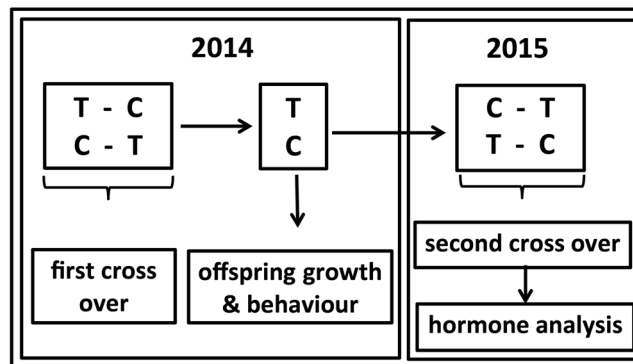 2014
T - C
C - T
T
C
first cross
over
offspring growth
& behaviour
2015
C - T
T - C
second cross over
hormone analysis